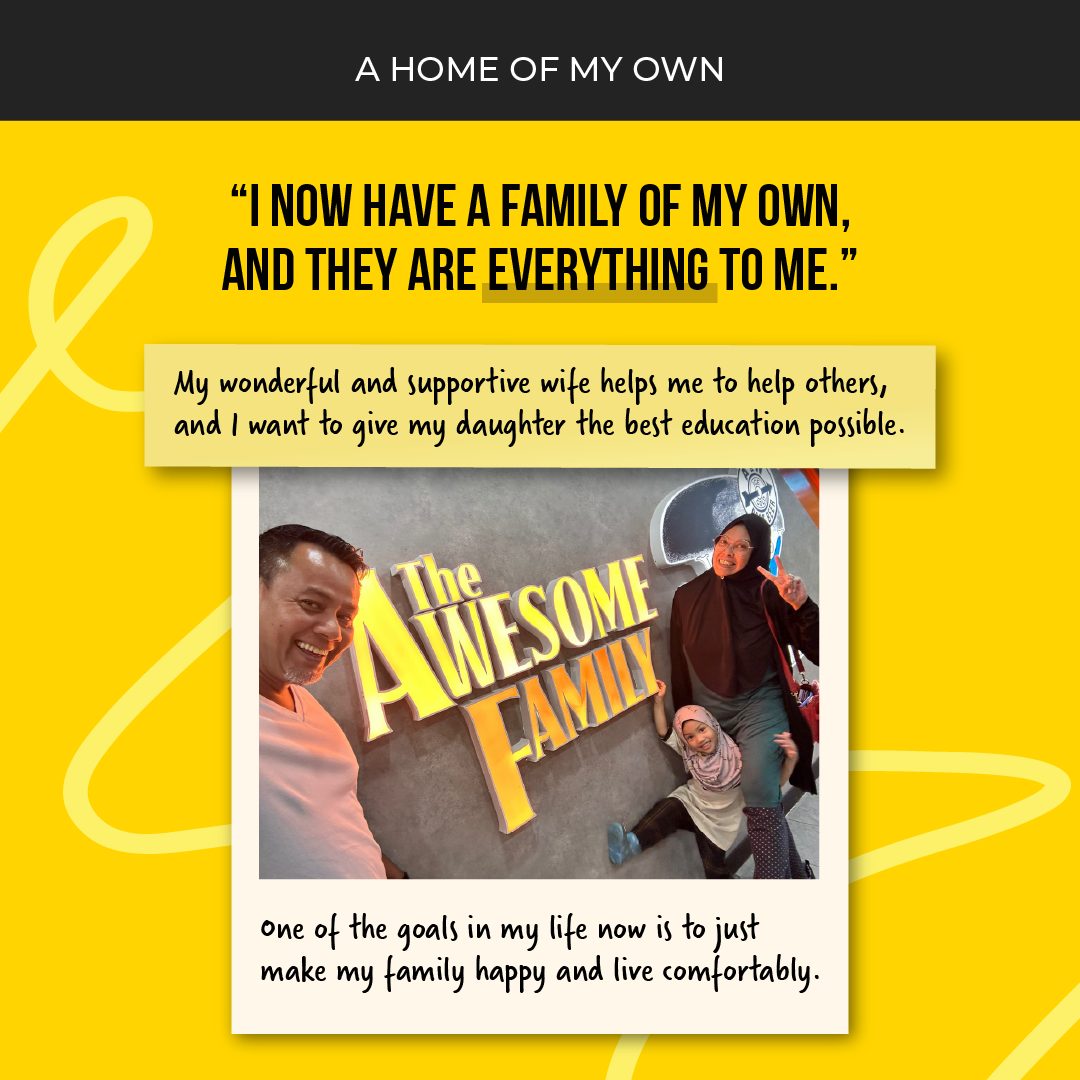 A HOME OF MY OWN
“I NOW HAVE A FAMILY OF MY OWN,
AND THEY ARE EVERYTHING TO ME.”
My wonderful and supportive wife helps me to help others,
and I want to give my daughter the best education possible.
The
AWESOME
FAMILY
One of the goals in my life now is to just
make my family happy and live comfortably.